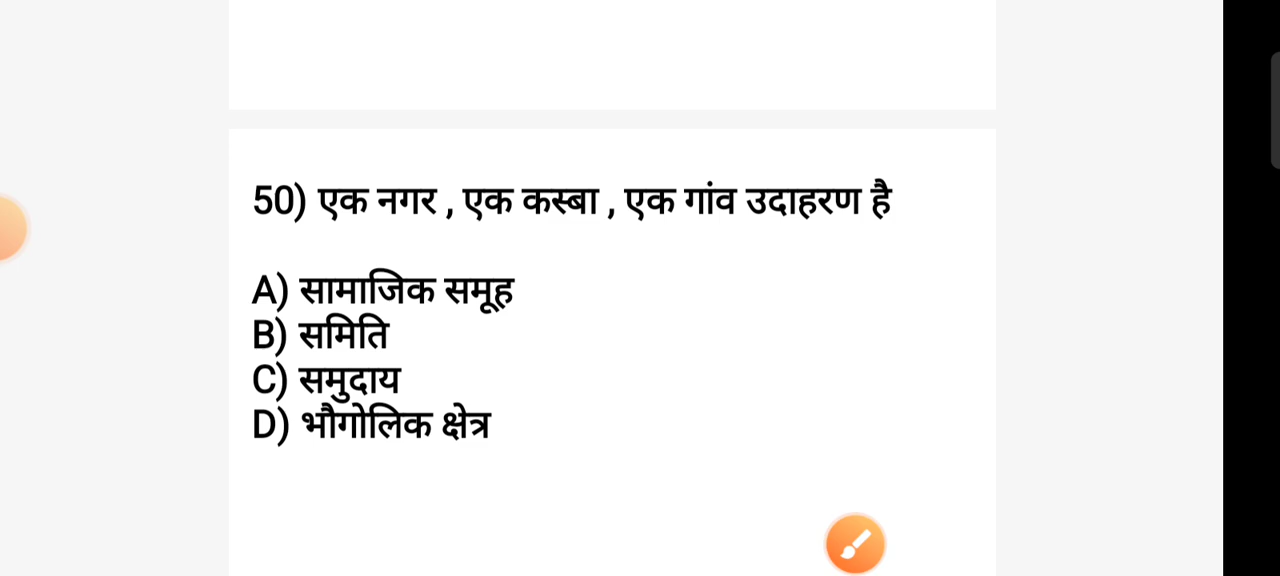 50) एक नगर , एक कस्बा , एक गांव उदाहरण है
A) सामाजिक समूह
B) समिति
C) समुदाय
D) भौगोलिक क्षेत्र